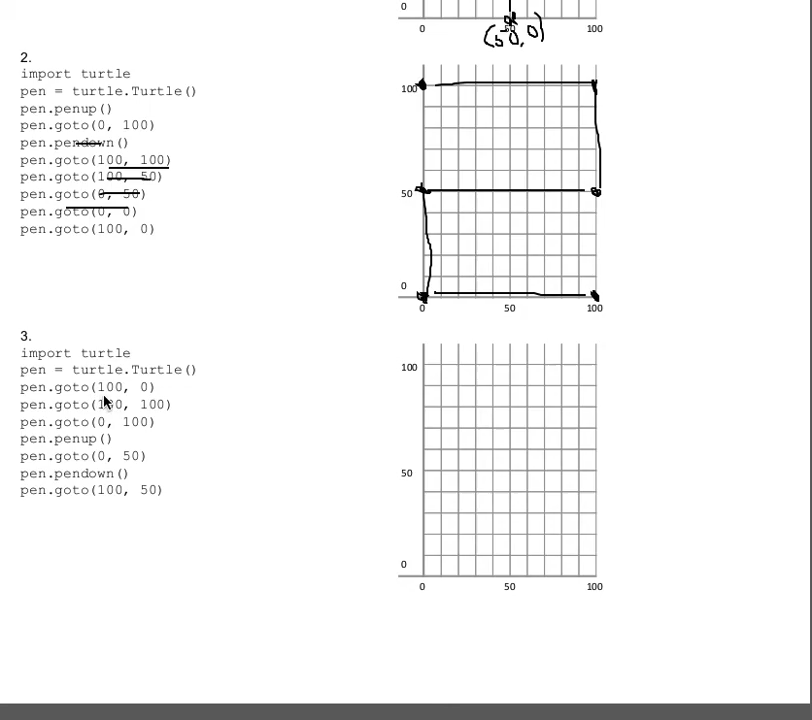 0
0 50 100
(50, 0)
2.
import turtle
pen = turtle.Turtle()
pen.penup()
pen.goto(0, 100)
pen.pendown()
pen.goto(100, 100)
pen.goto(100, 50)
pen.goto(0, 50)
pen.goto(0, 0)
pen.goto(100, 0)
100
50
0
0 50 100
3.
import turtle
pen = turtle.Turtle()
pen.goto(100, 0)
pen.goto(100, 100)
pen.goto(0, 100)
pen.penup()
pen.goto(0, 50)
pen.pendown()
pen.goto(100, 50)
100
50
0
0 50 100